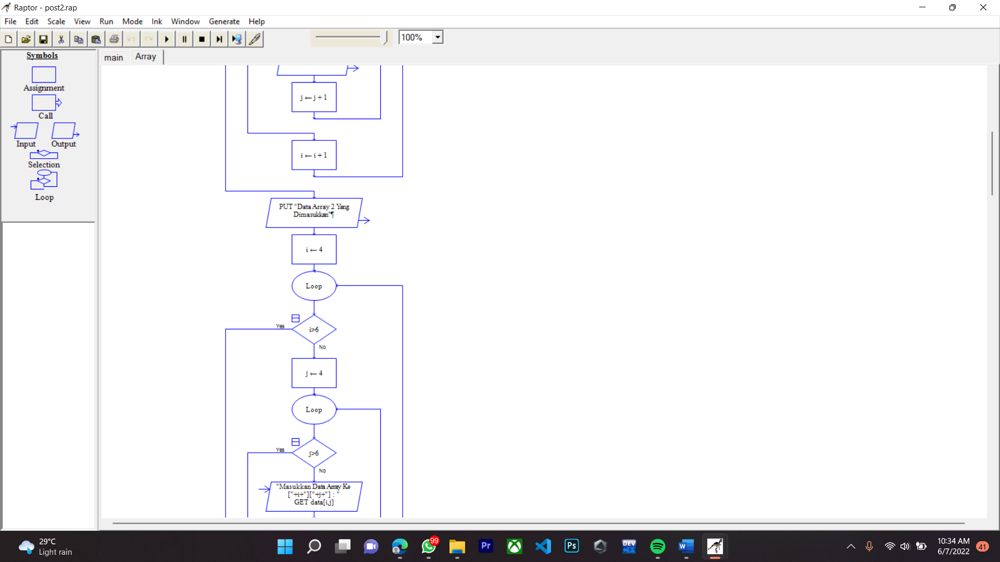 Raptor - post2.rap
File Edit Scale View Run Mode Ink Window Generate Help
100%
Symbols
Assignment
Call
Input Output
Selection
Loop
main Array
j ← j + 1
i ← i + 1
PUT "Data Array 2 Yang
Dimasukkan"¶
i ← 4
Loop
Yes
i>6
No
j ← 4
Loop
Yes
j>6
No
"Masukkan Data Array Ke
["+i+"]["+j+"] : "
GET data[i,j]
29°C
Light rain
99
Pr
Ps
DEV
C++
W
10:34 AM
6/7/2022
41